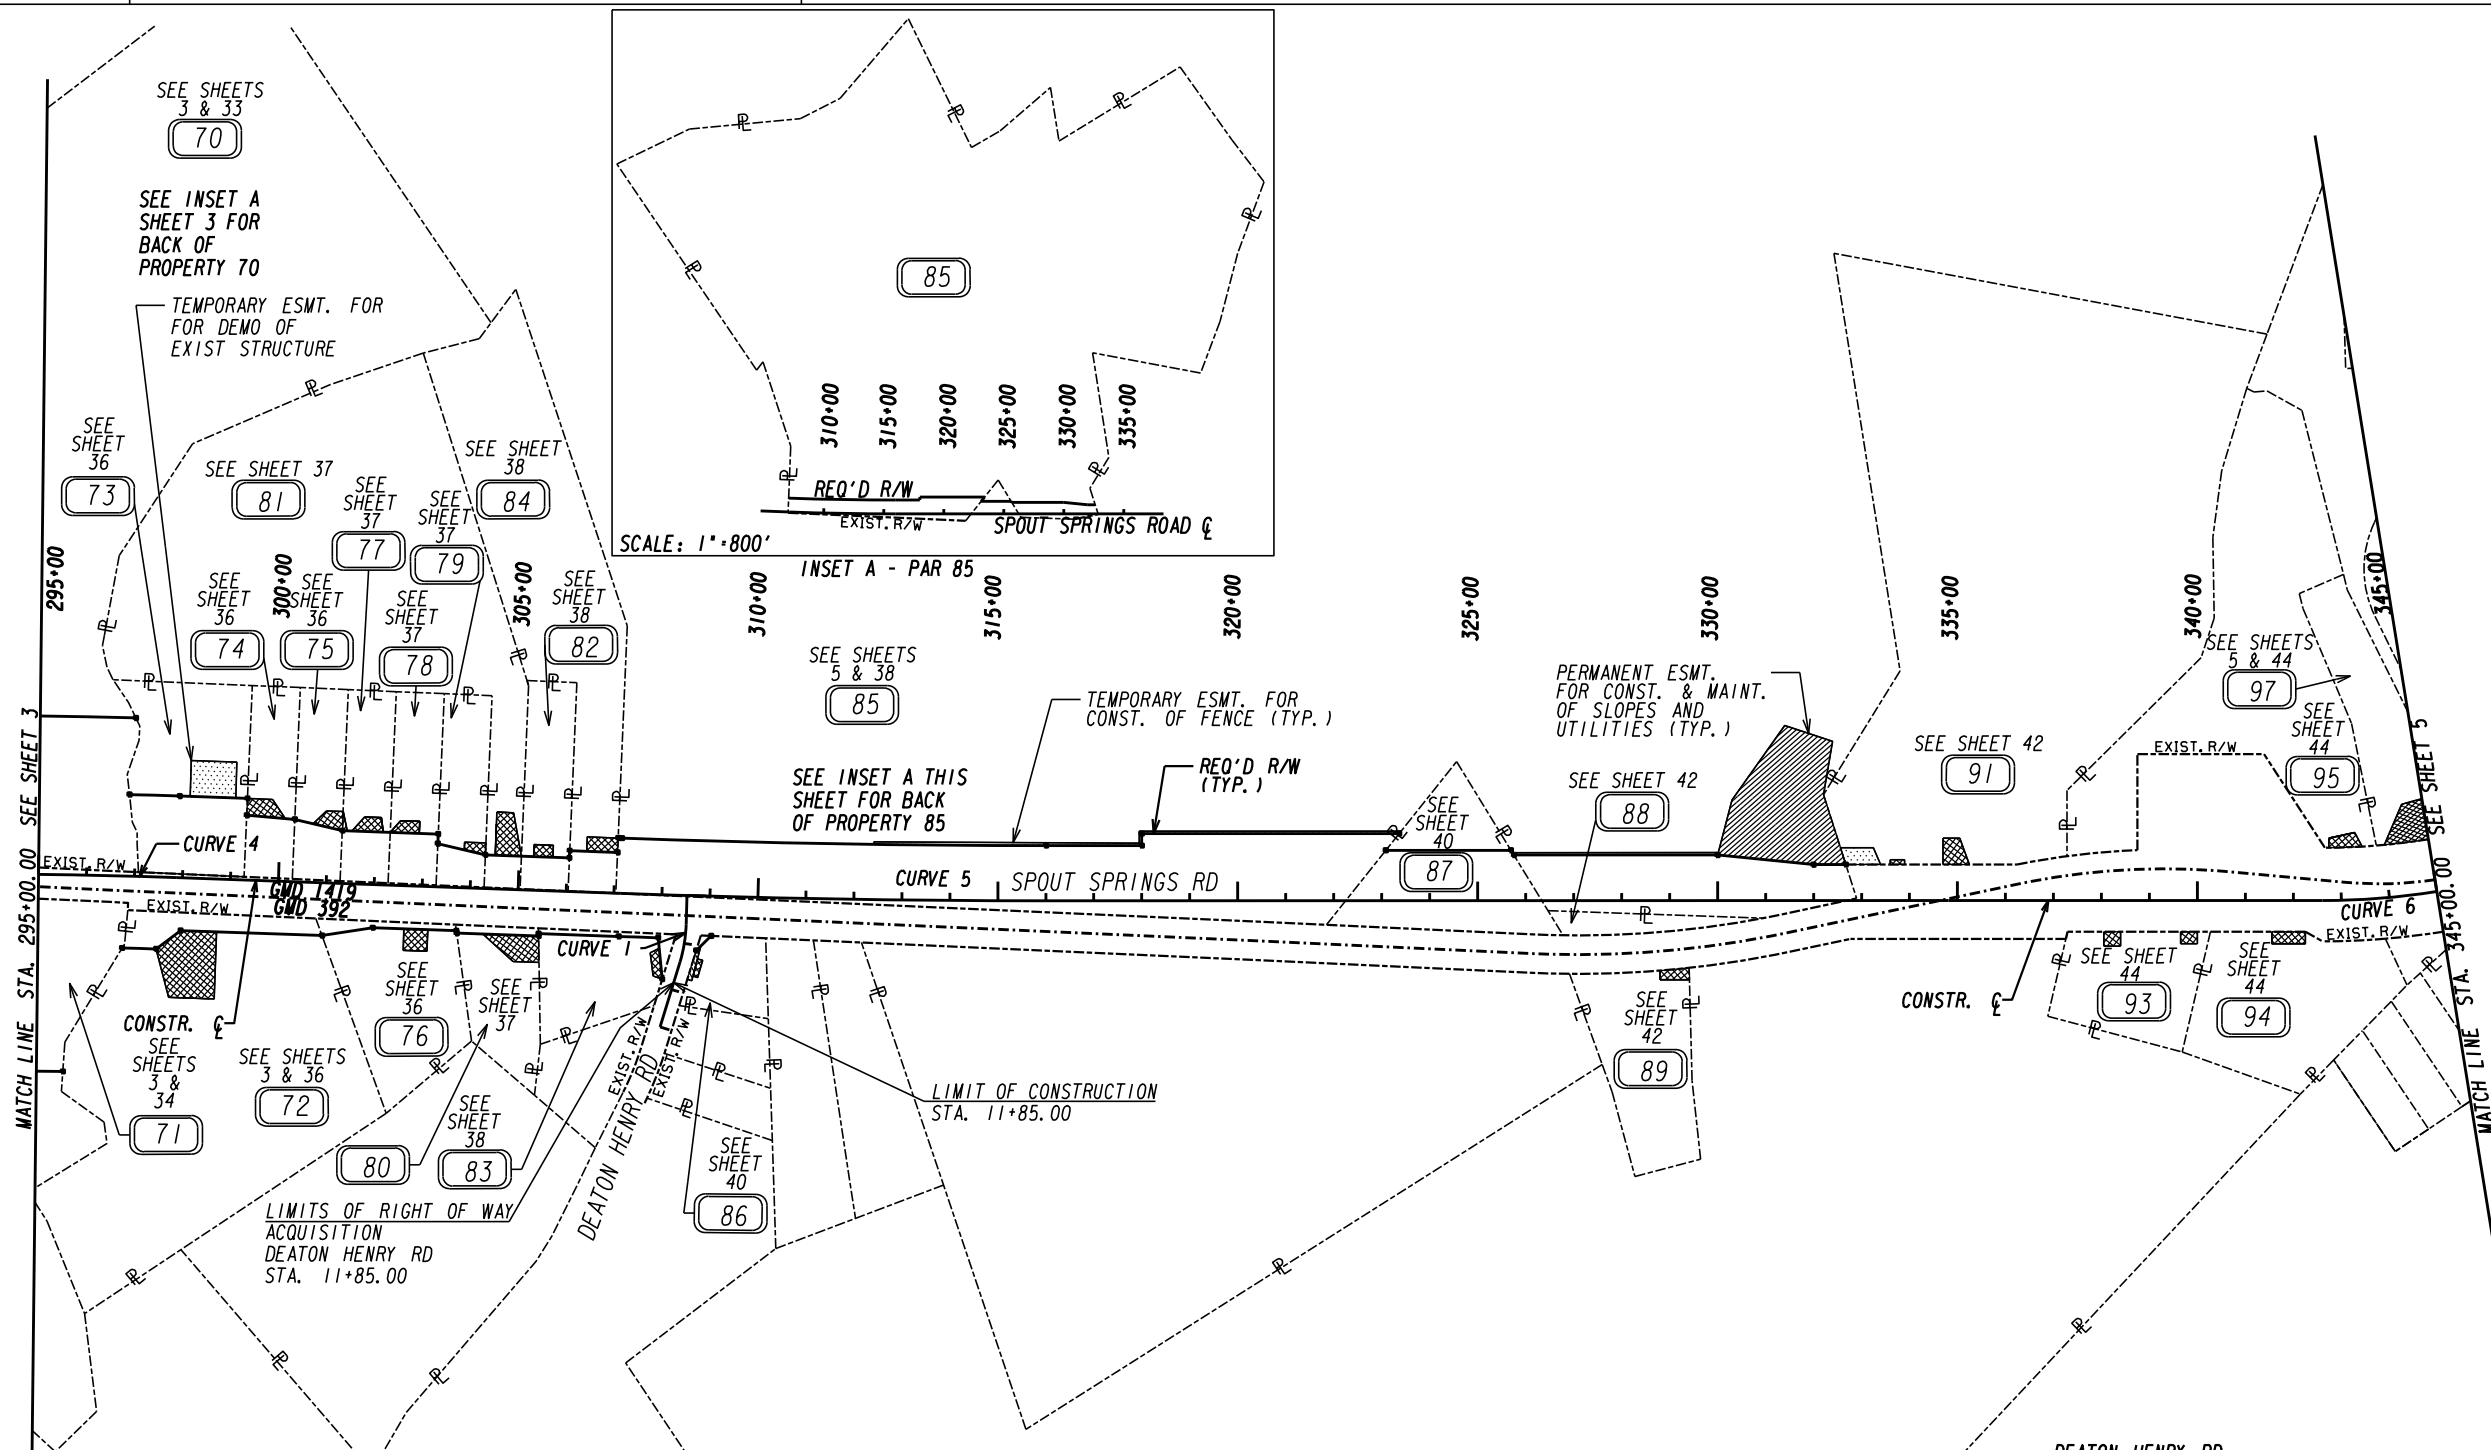 SEE SHEETS
3 & 33
70
SEE INSET A
SHEET 3 FOR
BACK OF
PROPERTY 70
TEMPORARY ESMT. FOR
FOR DEMO OF
EXIST STRUCTURE
SEE
SHEET
36
73
SEE SHEET 37
81
SEE
SHEET
37
77
SEE
SHEET
37
79
SEE SHEET
38
84
SEE
SHEET
36
74
SEE
SHEET
36
75
SEE
SHEET
37
78
SEE
SHEET
38
82
295+00
300+00
305+00
310+00
315+00
320+00
325+00
330+00
335+00
340+00
345+00
85
310+00
315+00
320+00
325+00
330+00
335+00
REQ'D R/W
EXIST. R/W
SPOUT SPRINGS ROAD ℄
SCALE: 1"=800'
INSET A - PAR 85
SEE SHEETS
5 & 38
85
SEE INSET A THIS
SHEET FOR BACK
OF PROPERTY 85
TEMPORARY ESMT. FOR
CONST. OF FENCE (TYP.)
REQ'D R/W
(TYP.)
PERMANENT ESMT.
FOR CONST. & MAINT.
OF SLOPES AND
UTILITIES (TYP.)
SEE
SHEET
40
87
SEE SHEET 42
88
SEE SHEET 42
91
SEE SHEETS
5 & 44
97
SEE
SHEET
44
95
EXIST. R/W
MATCH LINE STA. 295+00.00 SEE SHEET 3
EXIST. R/W
CURVE 4
GMD 1419
GMD 392
EXIST. R/W
CURVE 5
SPOUT SPRINGS RD
CURVE 6
EXIST. R/W
CURVE 1
CONSTR. ℄
SEE
SHEETS
3 &
34
71
SEE SHEETS
3 & 36
72
SEE
SHEET
36
76
SEE
SHEET
37
80
SEE
SHEET
38
83
LIMITS OF RIGHT OF WAY
ACQUISITION
DEATON HENRY RD
STA. 11+85.00
EXIST. R/W
EXIST. R/W
DEATON HENRY RD
SEE
SHEET
40
86
LIMIT OF CONSTRUCTION
STA. 11+85.00
SEE
SHEET
42
89
CONSTR. ℄
SEE SHEET
44
93
SEE
SHEET
44
94
MATCH LINE STA. 345+00.00 SEE SHEET 5
DEATON HENRY RD